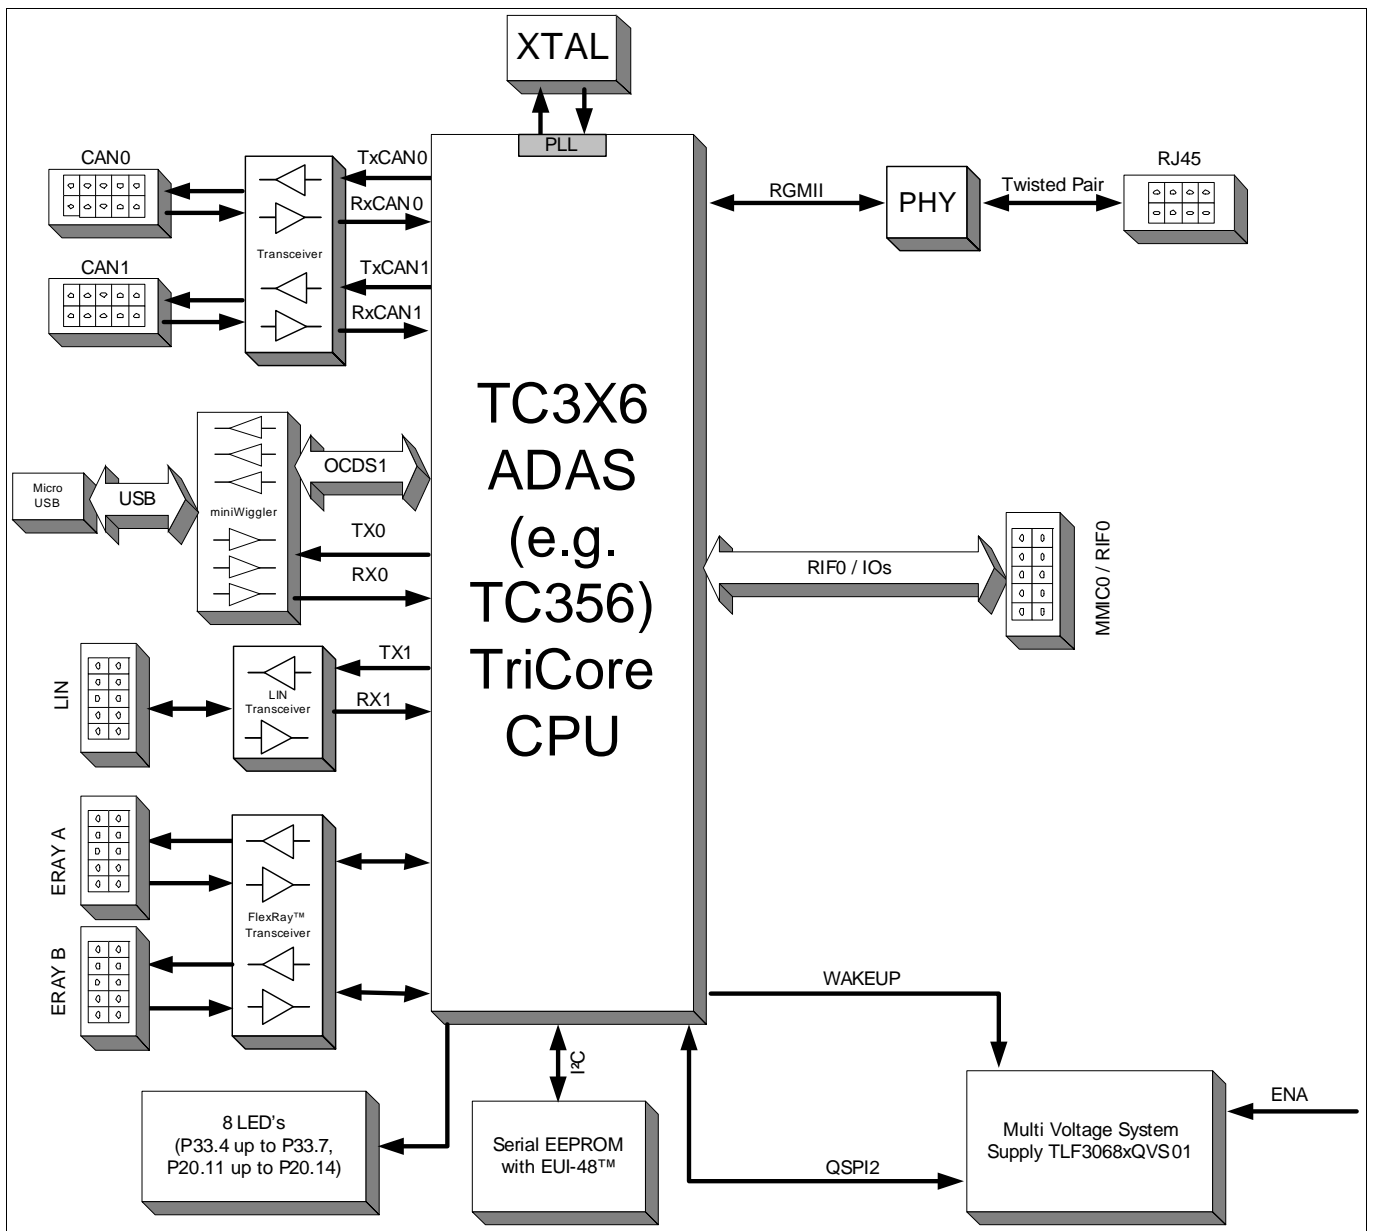 XTAL
PLL
CAN0
TxCAN0
RxCAN0
Transceiver
CAN1
TxCAN1
RxCAN1
RGMII
PHY
Twisted Pair
RJ45
TC3X6
ADAS
(e.g.
TC356)
TriCore
CPU
Micro
USB
USB
miniWiggler
OCDS1
TX0
RX0
RIF0 / IOs
MMIC0 / RIF0
LIN
LIN
Transceiver
TX1
RX1
ERAY A
ERAY B
FlexRay™
Transceiver
WAKEUP
I²C
8 LED's
(P33.4 up to P33.7,
P20.11 up to P20.14)
Serial EEPROM
with EUI-48™
QSPI2
Multi Voltage System
Supply TLF3068xQVS01
ENA